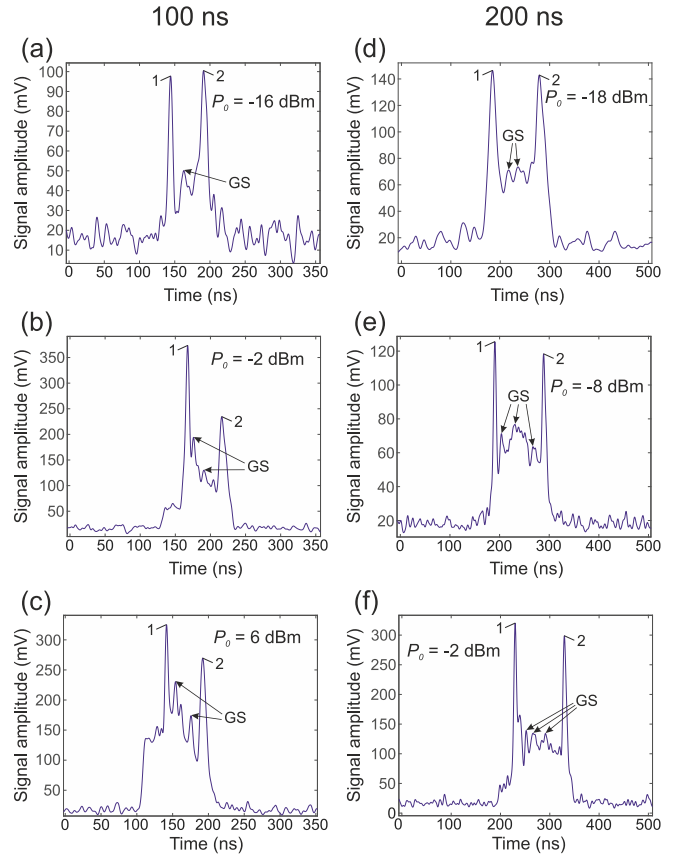 100 ns
200 ns
(a)
Signal amplitude (mV)
100
90
80
70
60
50
40
30
20
10
1
2
P0 = -16 dBm
GS
0 50 100 150 200 250 300 350
Time (ns)
(d)
Signal amplitude (mV)
140
120
100
80
60
40
20
1
2
P0 = -18 dBm
GS
0 100 200 300 400 500
Time (ns)
(b)
Signal amplitude (mV)
350
300
250
200
150
100
50
1
2
P0 = -2 dBm
GS
0 50 100 150 200 250 300 350
Time (ns)
(e)
Signal amplitude (mV)
120
100
80
60
40
20
1
2
P0 = -8 dBm
GS
0 100 200 300 400 500
Time (ns)
(c)
Signal amplitude (mV)
300
250
200
150
100
50
1
2
P0 = 6 dBm
GS
0 50 100 150 200 250 300 350
Time (ns)
(f)
Signal amplitude (mV)
300
250
200
150
100
50
1
2
P0 = -2 dBm
GS
0 100 200 300 400 500
Time (ns)